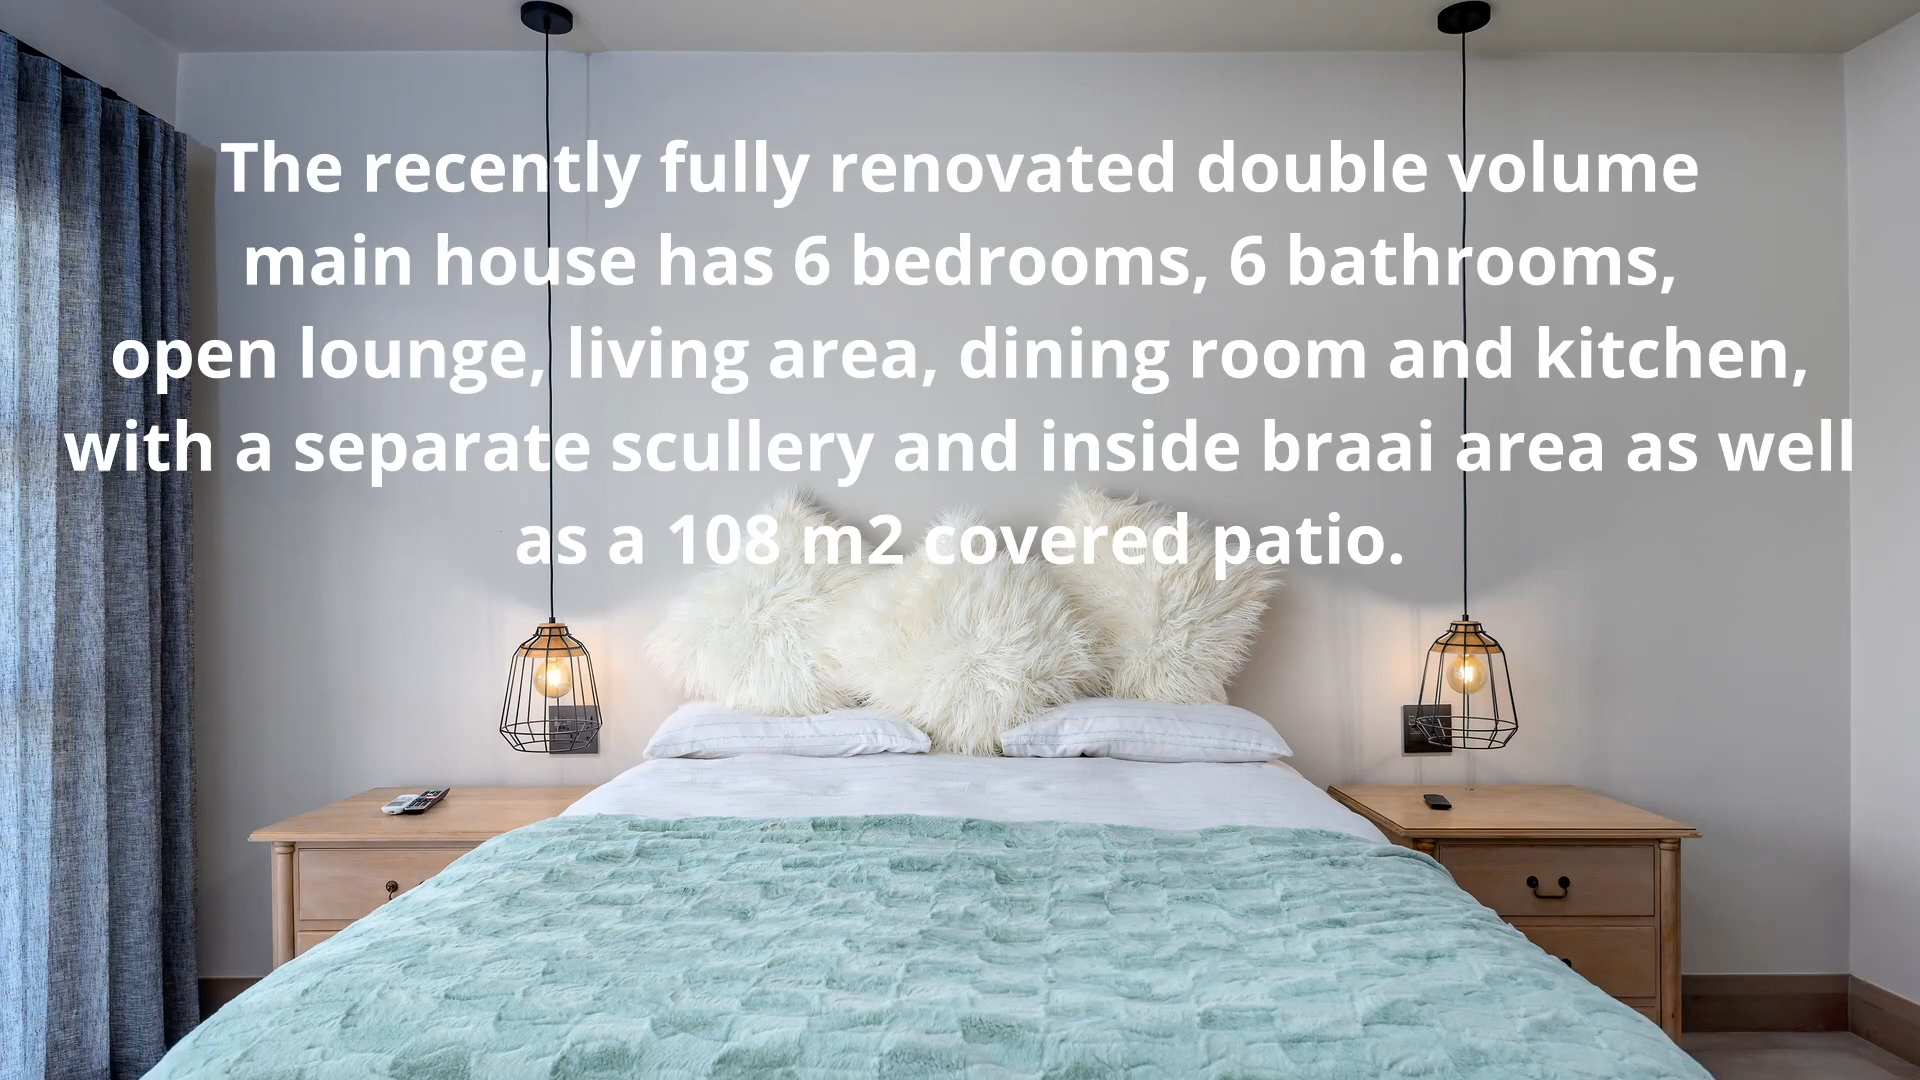 The recently fully renovated double volume
main house has 6 bedrooms, 6 bathrooms,
open lounge, living area, dining room and kitchen,
with a separate scullery and inside braai area as well
as a 108 m2 covered patio.